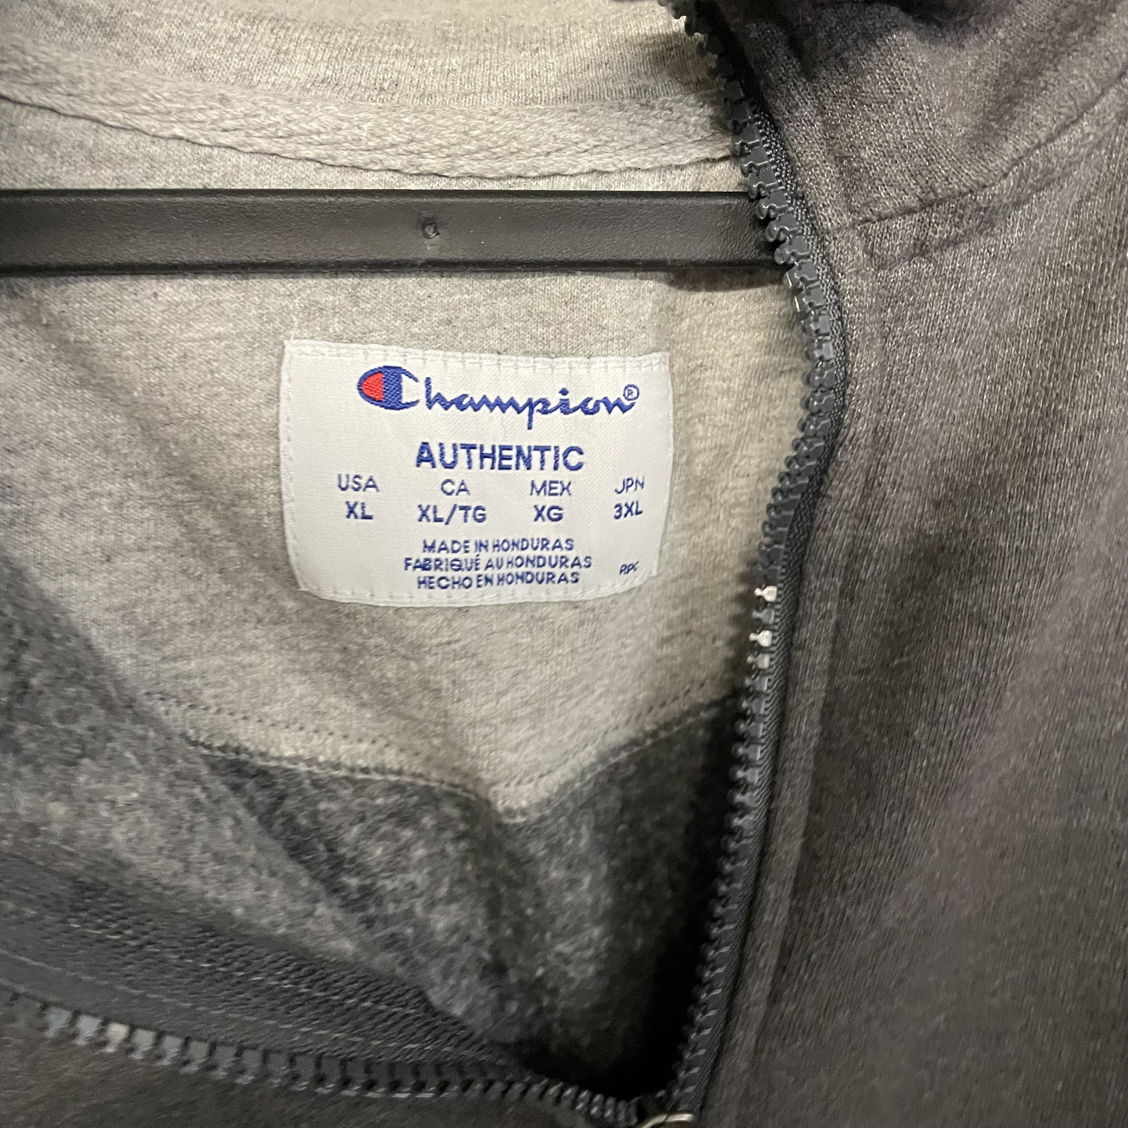 Champion®
AUTHENTIC
USA CA MEX JPN
XL XL/TG XG 3XL
MADE IN HONDURAS
FABRIQUÉ AU HONDURAS
HECHO EN HONDURAS